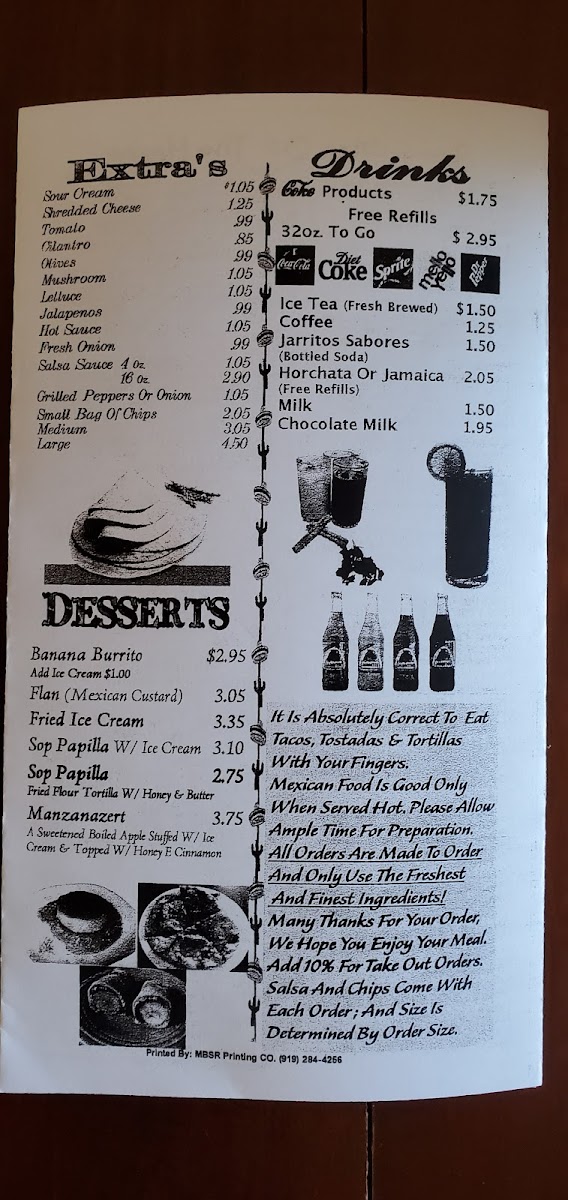 Extra's
Sour Cream $1.05
Shredded Cheese 1.25
Tomato .99
Cilantro .85
Olives .99
Mushroom 1.05
Lettuce 1.05
Jalapenos .99
Hot Sauce 1.05
Fresh Onion .99
Salsa Sauce 4 oz. 1.05
16 oz. 2.90
Grilled Peppers Or Onion 1.05
Small Bag Of Chips 2.05
Medium 3.05
Large 4.50
DESSERTS
Banana Burrito $2.95
Add Ice Cream $1.00
Flan (Mexican Custard) 3.05
Fried Ice Cream 3.35
Sop Papilla W/ Ice Cream 3.10
Sop Papilla 2.75
Fried Flour Tortilla W/ Honey & Butter
Manzanazert 3.75
A Sweetened Boiled Apple Stuffed W/ Ice
Cream & Topped W/ Honey E Cinnamon
Drinks
Coke Products $1.75
Free Refills
32oz. To Go $ 2.95
Coca-Cola
Diet
Coke
Sprite
mello
yello
Dr Pepper
Ice Tea (Fresh Brewed) $1.50
Coffee 1.25
Jarritos Sabores 1.50
(Bottled Soda)
Horchata Or Jamaica 2.05
(Free Refills)
Milk 1.50
Chocolate Milk 1.95
It Is Absolutely Correct To Eat
Tacos, Tostadas & Tortillas
With Your Fingers.
Mexican Food Is Good Only
When Served Hot. Please Allow
Ample Time For Preparation.
All Orders Are Made To Order
And Only Use The Freshest
And Finest Ingredients!
Many Thanks For Your Order,
We Hope You Enjoy Your Meal.
Add 10% For Take Out Orders.
Salsa And Chips Come With
Each Order; And Size Is
Determined By Order Size.
Printed By: MBSR Printing CO. (919) 284-4256